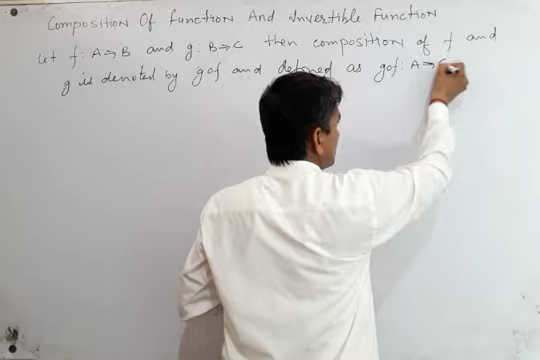 Composition Of Function And Invertible Function
Let f: A→B and g: B→C then composition of f and
g is denoted by gof and defined as gof: A→C